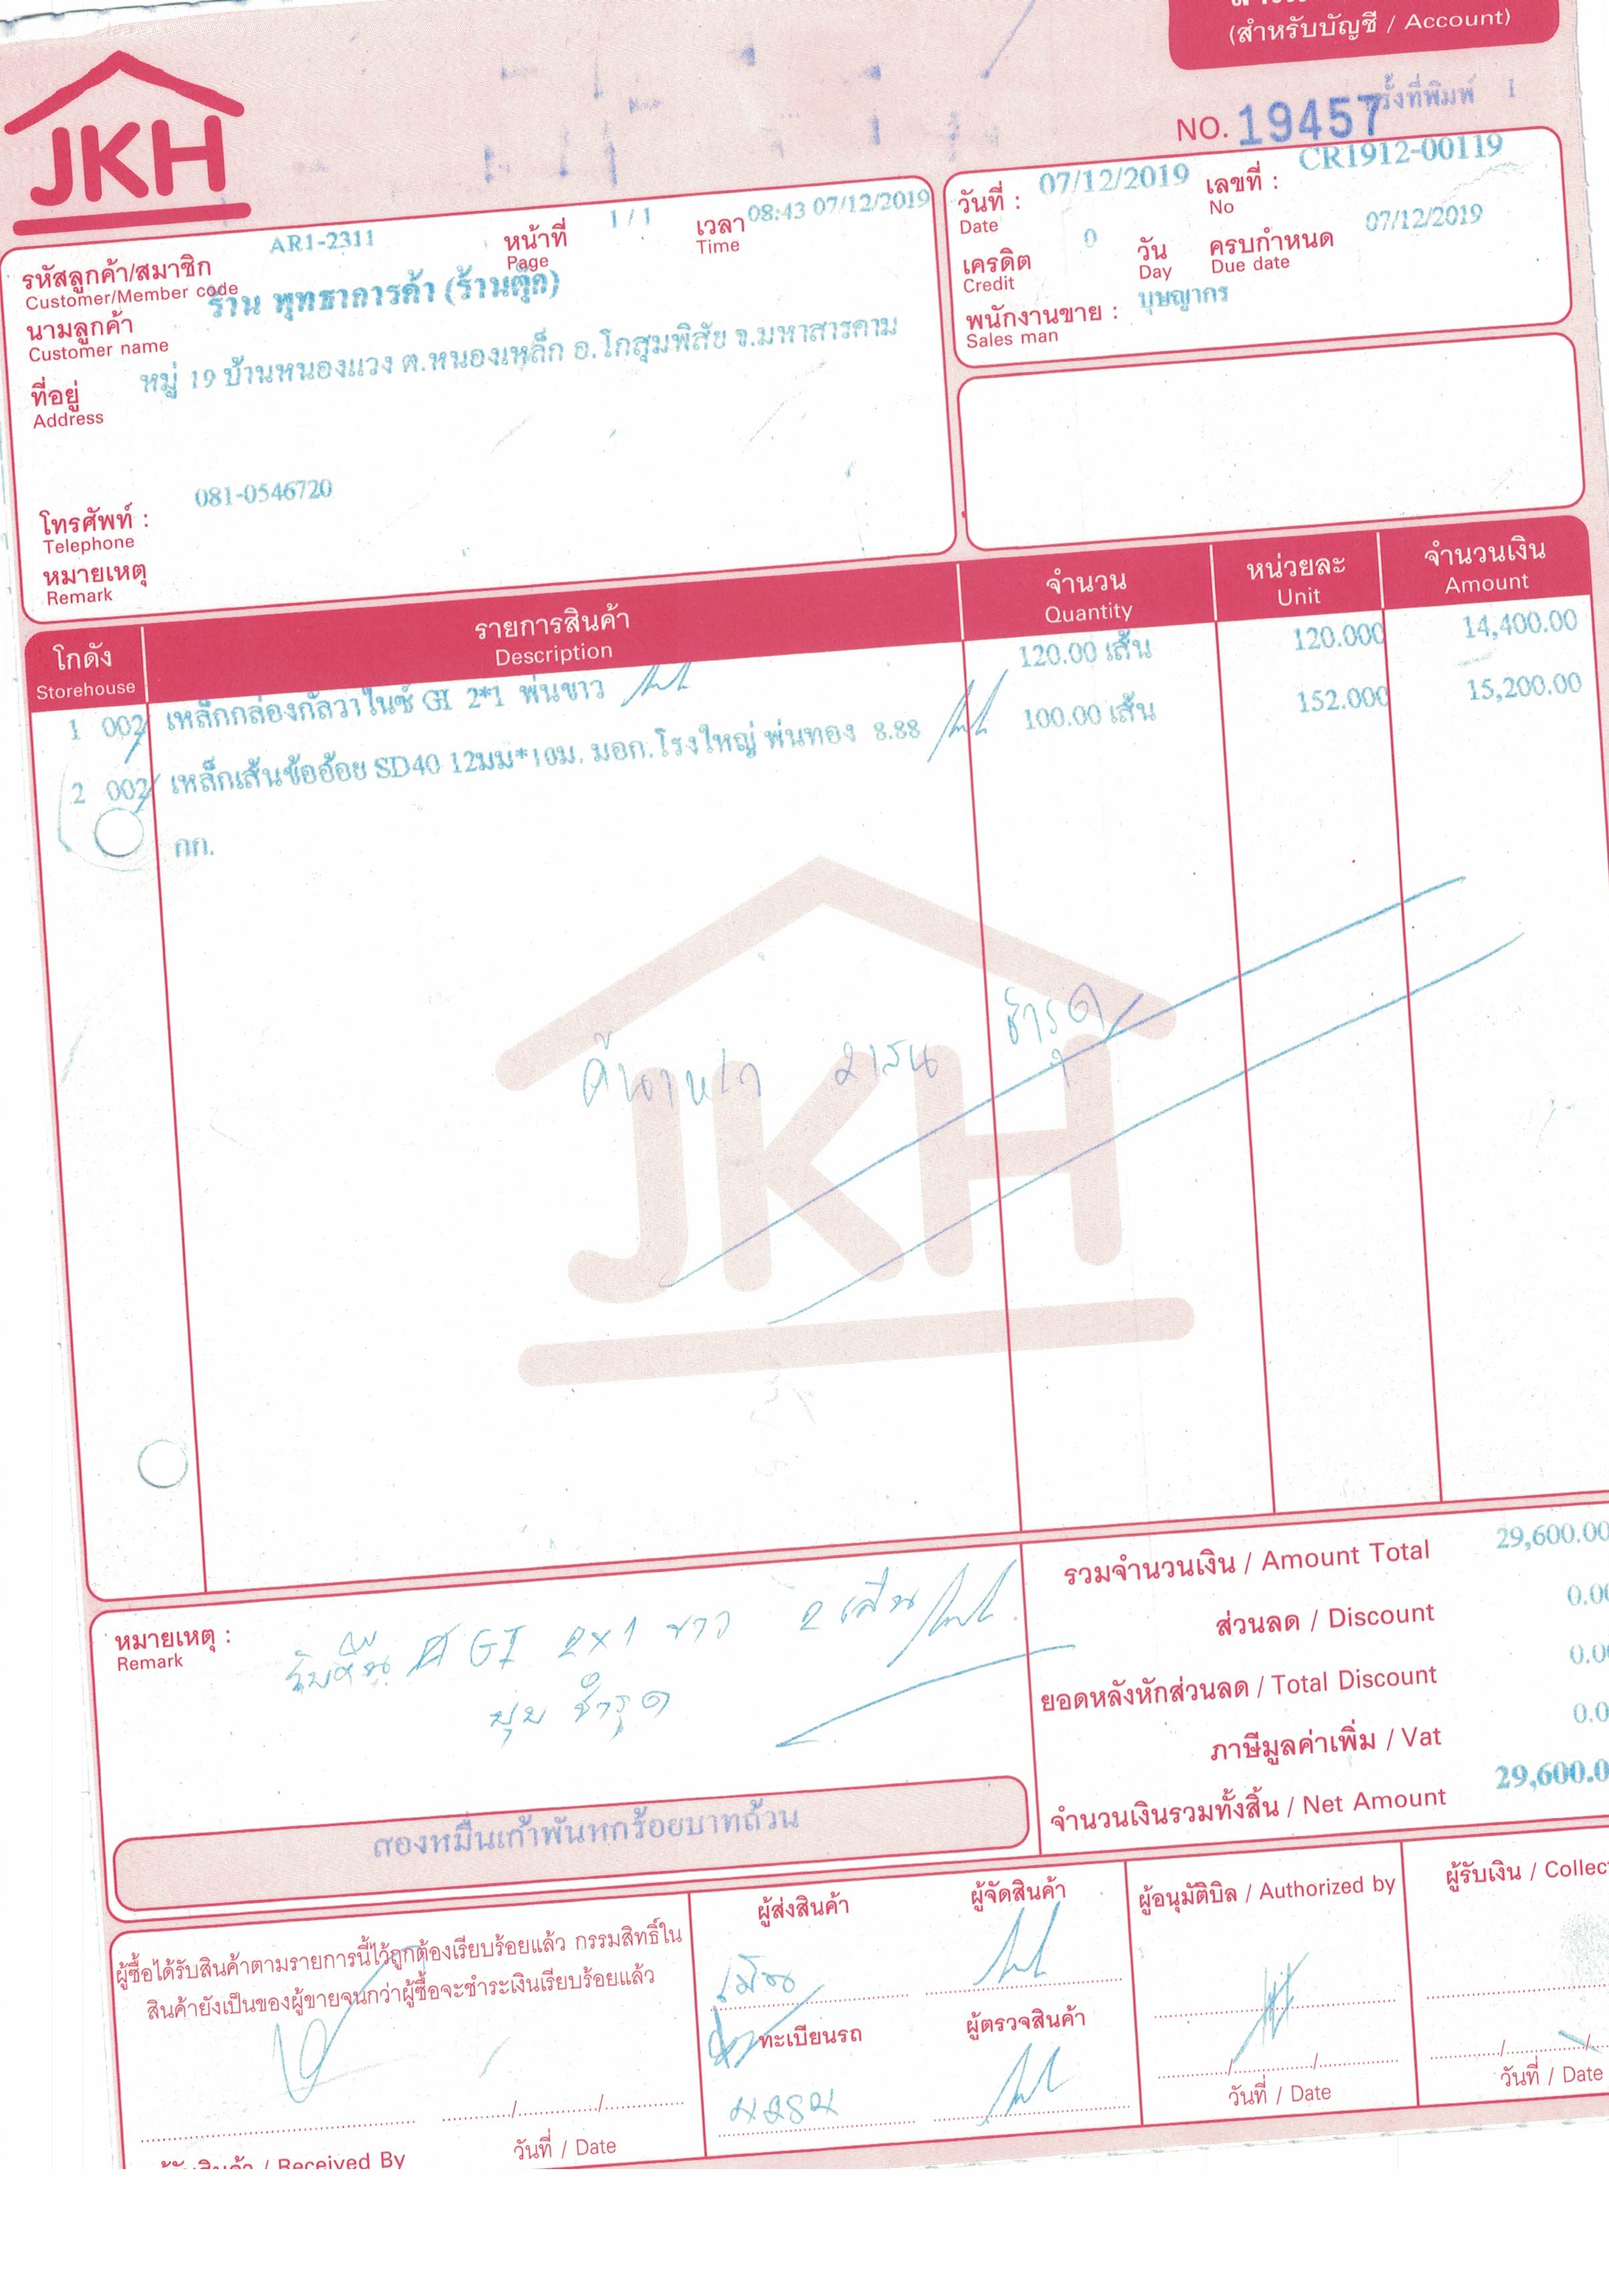 (สำหรับบัญชี / Account)
JKH
ครั้งที่พิมพ์ 1
NO. 19457
รหัสลูกค้า/สมาชิก AR1-2311 หน้าที่ 1 / 1 เวลา 08:43 07/12/2019
Customer/Member code Page Time
นามลูกค้า ร้าน พุทธาการค้า (ร้านตุ๊ก)
Customer name
ที่อยู่ หมู่ 19 บ้านหนองแวง ต.หนองเหล็ก อ.โกสุมพิสัย จ.มหาสารคาม
Address
โทรศัพท์ : 081-0546720
Telephone
หมายเหตุ
Remark
วันที่ : 07/12/2019 เลขที่ : CR1912-00119
Date No
เครดิต 0 วัน ครบกำหนด 07/12/2019
Credit Day Due date
พนักงานขาย : บุษญากร
Sales man
โกดัง รายการสินค้า จำนวน หน่วยละ จำนวนเงิน
Storehouse Description Quantity Unit Amount
1 002 เหล็กกล่องกัลวาไนซ์ GI 2*1 พ่นขาว 120.00 เส้น 120.000 14,400.00
2 002 เหล็กเส้นข้ออ้อย SD40 12มม*10ม. มอก.โรงใหญ่ พ่นทอง 8.88 100.00 เส้น 152.000 15,200.00
กก.
ชำรุด
JKH
รวมจำนวนเงิน / Amount Total 29,600.00
ส่วนลด / Discount 0.00
ยอดหลังหักส่วนลด / Total Discount 0.00
ภาษีมูลค่าเพิ่ม / Vat 0.0
จำนวนเงินรวมทั้งสิ้น / Net Amount 29,600.0
หมายเหตุ : รับคืน GI 2x1 ขาว 2 เส้น
Remark
บุบ ชำรุด
สองหมื่นเก้าพันหกร้อยบาทถ้วน
ผู้ซื้อได้รับสินค้าตามรายการนี้ไว้ถูกต้องเรียบร้อยแล้ว กรรมสิทธิ์ใน
สินค้ายังเป็นของผู้ขายจนกว่าผู้ซื้อจะชำระเงินเรียบร้อยแล้ว
วันที่ / Date
ผู้รับสินค้า / Received By
ผู้ส่งสินค้า ผู้จัดสินค้า
ทะเบียนรถ ผู้ตรวจสินค้า
ผู้อนุมัติบิล / Authorized by
วันที่ / Date
ผู้รับเงิน / Collec
วันที่ / Date